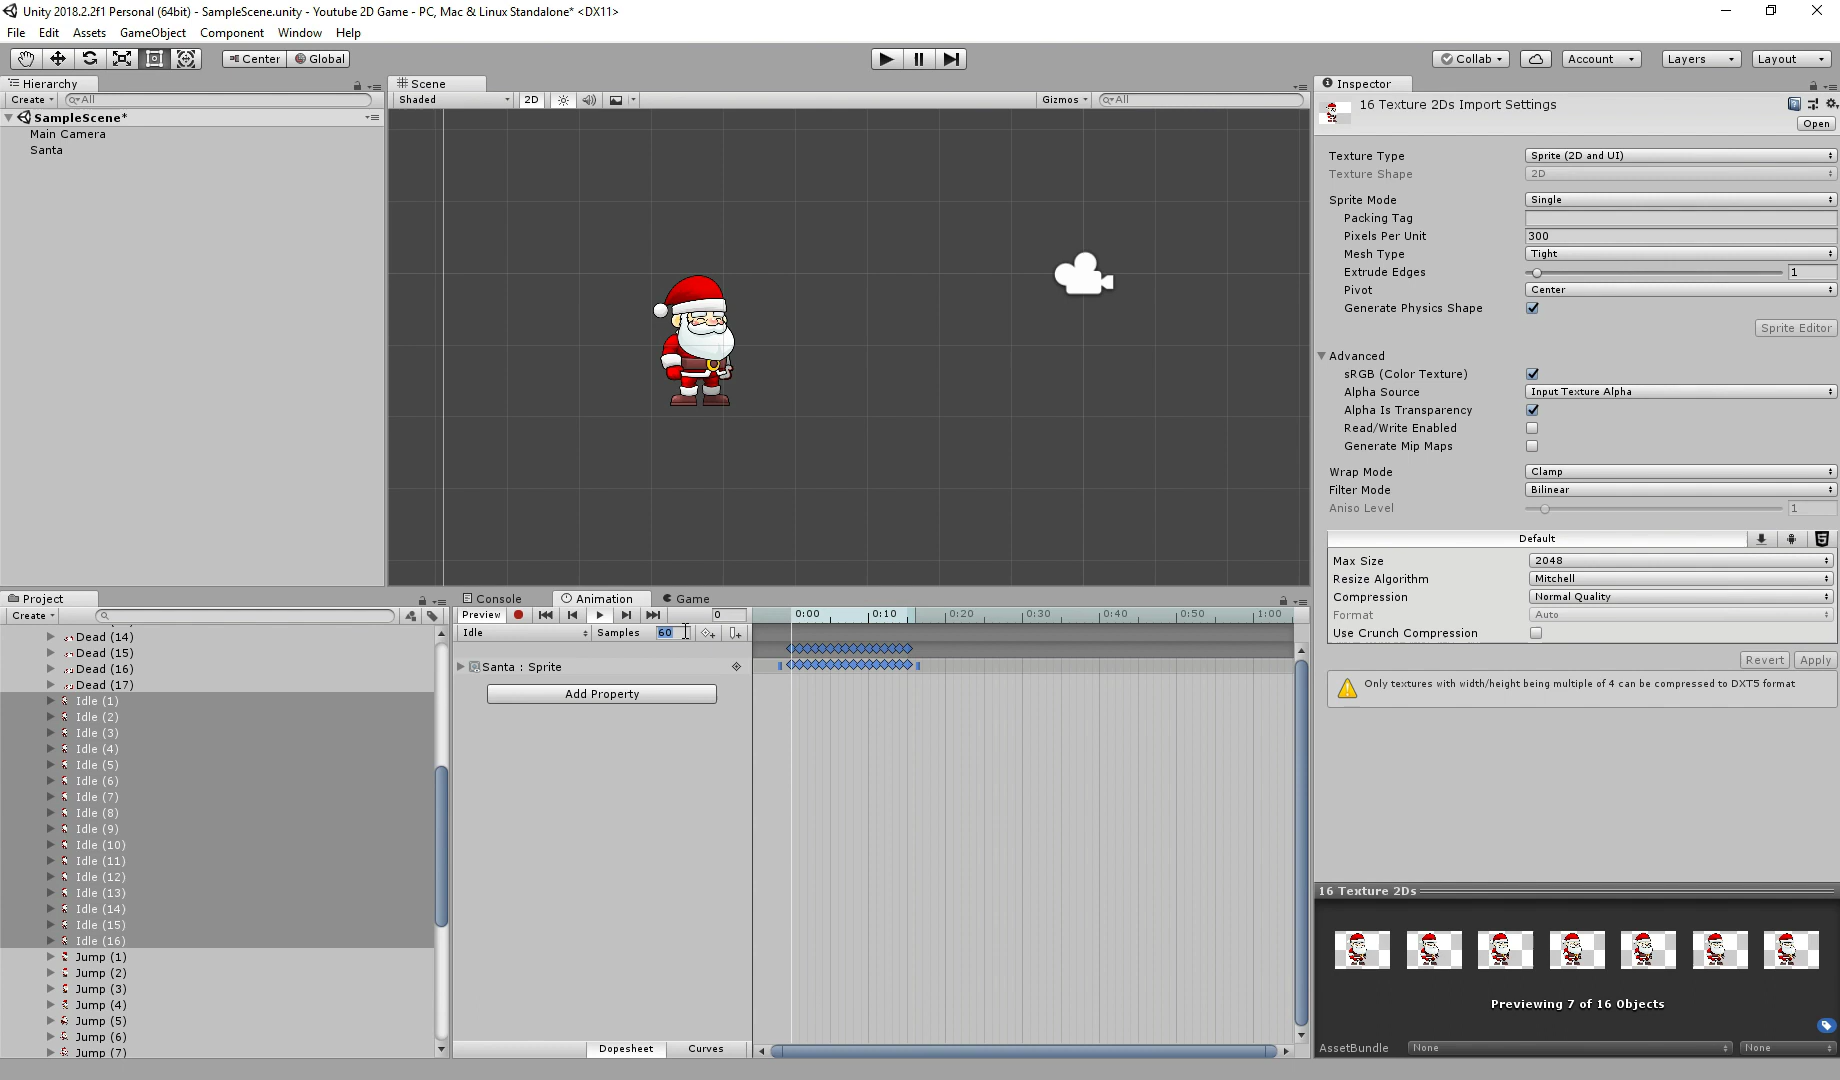 Unity 2018.2.2f1 Personal (64bit) - SampleScene.unity - Youtube 2D Game - PC, Mac & Linux Standalone* <DX11>
File Edit Assets GameObject Component Window Help
Center Global Collab Account Layers Layout
Hierarchy
Create All
SampleScene*
Main Camera
Santa
Scene
Shaded 2D Gizmos All
Inspector
16 Texture 2Ds Import Settings
Open
Texture Type Sprite (2D and UI)
Texture Shape 2D
Sprite Mode Single
Packing Tag
Pixels Per Unit 300
Mesh Type Tight
Extrude Edges 1
Pivot Center
Generate Physics Shape
Sprite Editor
Advanced
sRGB (Color Texture)
Alpha Source Input Texture Alpha
Alpha Is Transparency
Read/Write Enabled
Generate Mip Maps
Wrap Mode Clamp
Filter Mode Bilinear
Aniso Level 1
Default
Max Size 2048
Resize Algorithm Mitchell
Compression Normal Quality
Format Auto
Use Crunch Compression
Revert Apply
Only textures with width/height being multiple of 4 can be compressed to DXT5 format
16 Texture 2Ds
Previewing 7 of 16 Objects
AssetBundle None None
Project
Create
Dead (14)
Dead (15)
Dead (16)
Dead (17)
Idle (1)
Idle (2)
Idle (3)
Idle (4)
Idle (5)
Idle (6)
Idle (7)
Idle (8)
Idle (9)
Idle (10)
Idle (11)
Idle (12)
Idle (13)
Idle (14)
Idle (15)
Idle (16)
Jump (1)
Jump (2)
Jump (3)
Jump (4)
Jump (5)
Jump (6)
Jump (7)
Console Animation Game
Preview 0 0:00 0:10 0:20 0:30 0:40 0:50 1:00
Idle Samples 60
Santa : Sprite
Add Property
Dopesheet Curves